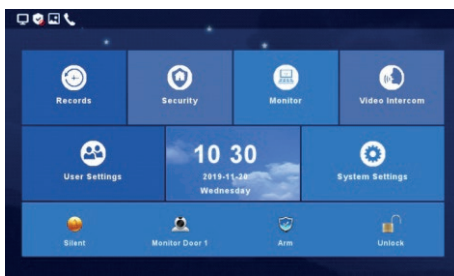 Records
Security
Monitor
Video Intercom
User Settings
10 30
2019-11-20
Wednesday
System Settings
Silent
Monitor Door 1
Arm
Unlock